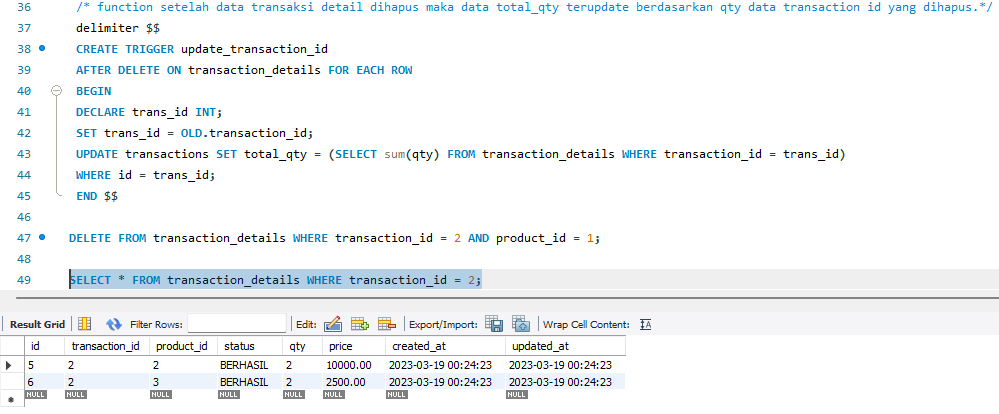 36 /* function setelah data transaksi detail dihapus maka data total_qty terupdate berdasarkan qty data transaction id yang dihapus.*/
37 delimiter $$
38 CREATE TRIGGER update_transaction_id
39 AFTER DELETE ON transaction_details FOR EACH ROW
40 BEGIN
41 DECLARE trans_id INT;
42 SET trans_id = OLD.transaction_id;
43 UPDATE transactions SET total_qty = (SELECT sum(qty) FROM transaction_details WHERE transaction_id = trans_id)
44 WHERE id = trans_id;
45 END $$
46
47 DELETE FROM transaction_details WHERE transaction_id = 2 AND product_id = 1;
48
49 SELECT * FROM transaction_details WHERE transaction_id = 2;
Result Grid Filter Rows: Edit: Export/Import: Wrap Cell Content:
id transaction_id product_id status qty price created_at updated_at
5 2 2 BERHASIL 2 10000.00 2023-03-19 00:24:23 2023-03-19 00:24:23
6 2 3 BERHASIL 2 2500.00 2023-03-19 00:24:23 2023-03-19 00:24:23
NULL NULL NULL NULL NULL NULL NULL NULL